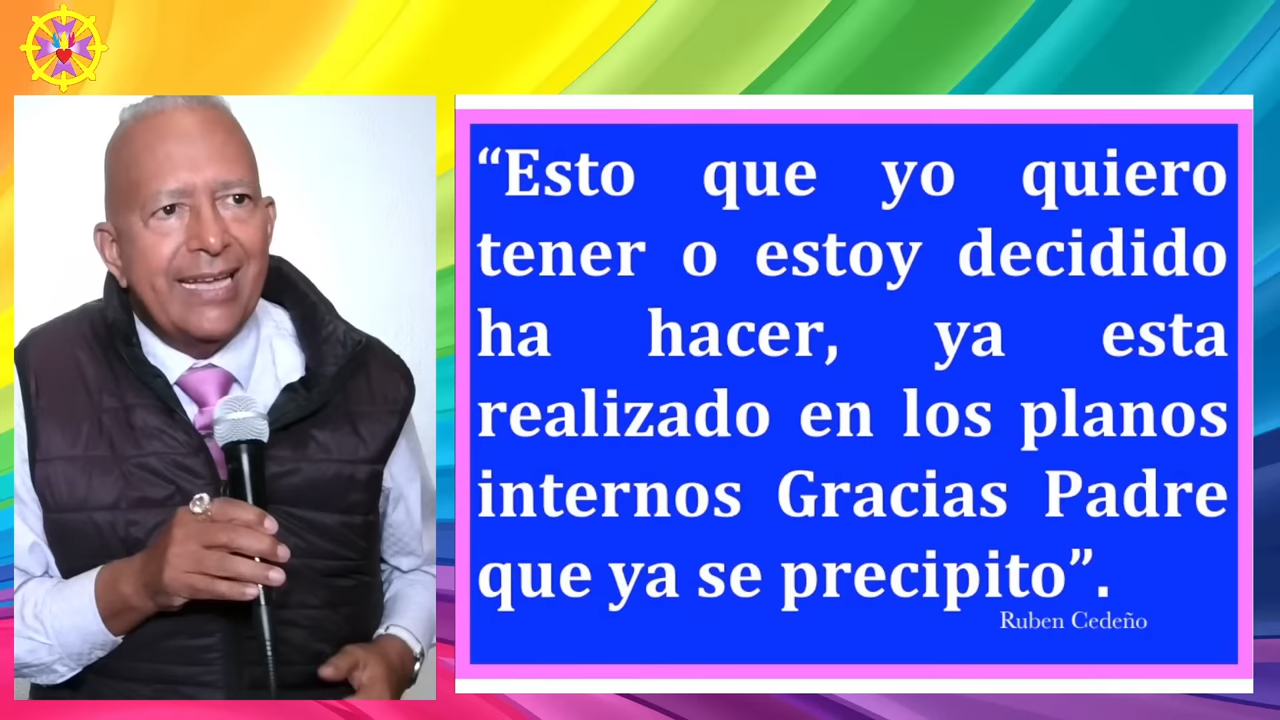 “Esto que yo quiero
tener o estoy decidido
ha hacer, ya esta
realizado en los planos
internos Gracias Padre
que ya se precipito”.
Ruben Cedeño